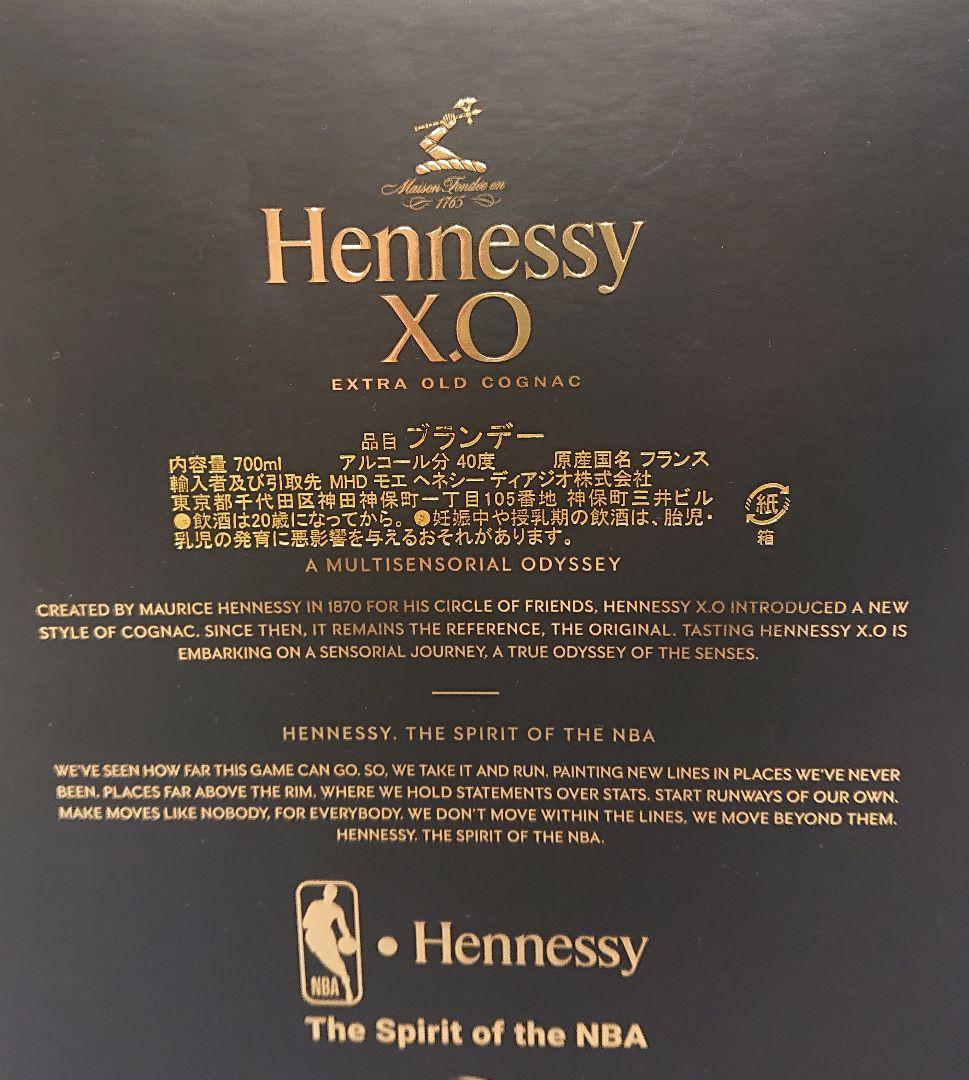 Maison Fondée en
1765
Hennessy
X.O
EXTRA OLD COGNAC
品目 ブランデー
内容量 700ml アルコール分 40度 原産国名 フランス
輸入者及び引取先 MHD モエ ヘネシー ディアジオ株式会社
東京都千代田区神田神保町一丁目105番地 神保町三井ビル
●飲酒は20歳になってから。●妊娠中や授乳期の飲酒は、胎児・
乳児の発育に悪影響を与えるおそれがあります。
紙
箱
A MULTISENSORIAL ODYSSEY
CREATED BY MAURICE HENNESSY IN 1870 FOR HIS CIRCLE OF FRIENDS, HENNESSY X.O INTRODUCED A NEW
STYLE OF COGNAC. SINCE THEN, IT REMAINS THE REFERENCE, THE ORIGINAL. TASTING HENNESSY X.O IS
EMBARKING ON A SENSORIAL JOURNEY, A TRUE ODYSSEY OF THE SENSES.
HENNESSY. THE SPIRIT OF THE NBA
WE'VE SEEN HOW FAR THIS GAME CAN GO. SO, WE TAKE IT AND RUN. PAINTING NEW LINES IN PLACES WE'VE NEVER
BEEN. PLACES FAR ABOVE THE RIM. WHERE WE HOLD STATEMENTS OVER STATS. START RUNWAYS OF OUR OWN.
MAKE MOVES LIKE NOBODY, FOR EVERYBODY. WE DON'T MOVE WITHIN THE LINES, WE MOVE BEYOND THEM.
HENNESSY. THE SPIRIT OF THE NBA.
NBA • Hennessy
The Spirit of the NBA